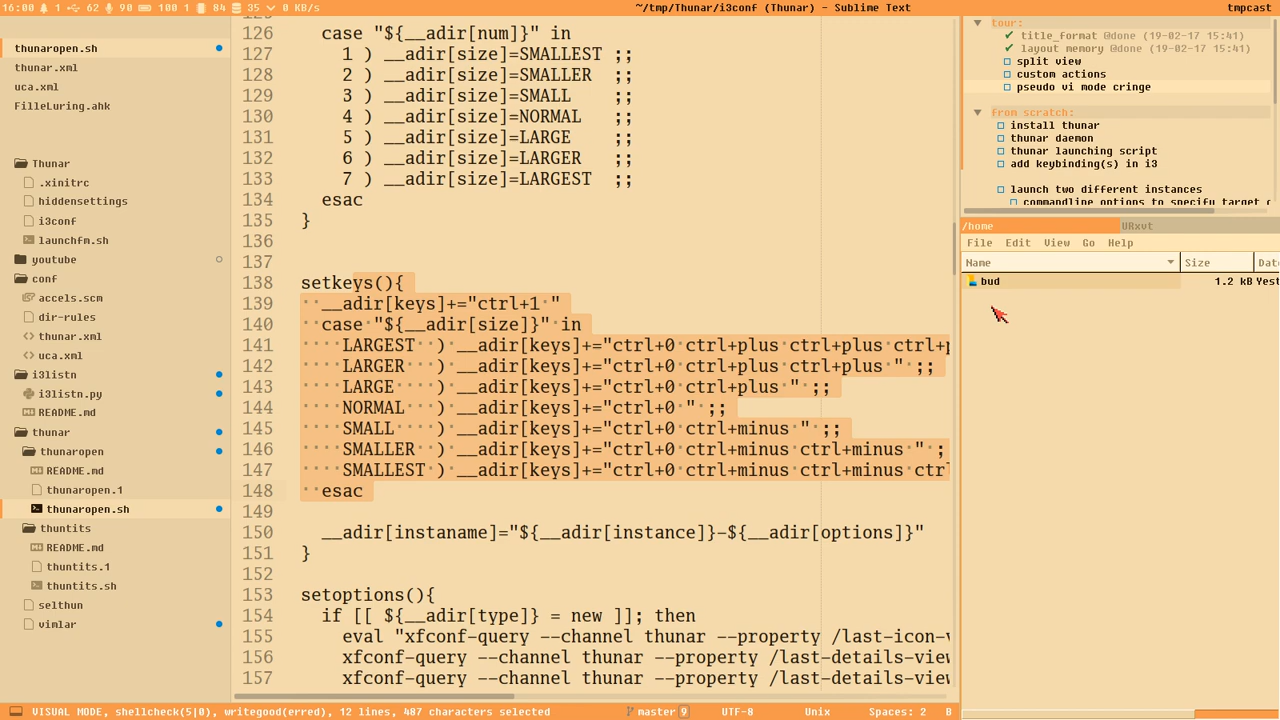 16:00 1 62 90 100 1 84 35 0 KB/s
~/tmp/Thunar/i3conf (Thunar) - Sublime Text
tmpcast
thunaropen.sh
thunar.xml
uca.xml
FilleLuring.ahk
Thunar
.xinitrc
hiddensettings
i3conf
launchfm.sh
youtube
conf
accels.scm
dir-rules
thunar.xml
uca.xml
i3listn
i3listn.py
README.md
thunar
thunaropen
README.md
thunaropen.1
thunaropen.sh
thuntits
README.md
thuntits.1
thuntits.sh
selthun
vimlar
126 case "${__adir[num]}" in
127 1 ) __adir[size]=SMALLEST ;;
128 2 ) __adir[size]=SMALLER ;;
129 3 ) __adir[size]=SMALL ;;
130 4 ) __adir[size]=NORMAL ;;
131 5 ) __adir[size]=LARGE ;;
132 6 ) __adir[size]=LARGER ;;
133 7 ) __adir[size]=LARGEST ;;
134 esac
135 }
136
137
138 setkeys(){
139 __adir[keys]+="ctrl+1 "
140 case "${__adir[size]}" in
141 LARGEST ) __adir[keys]+="ctrl+0 ctrl+plus ctrl+plus ctrl+p
142 LARGER ) __adir[keys]+="ctrl+0 ctrl+plus ctrl+plus " ;;
143 LARGE ) __adir[keys]+="ctrl+0 ctrl+plus " ;;
144 NORMAL ) __adir[keys]+="ctrl+0 " ;;
145 SMALL ) __adir[keys]+="ctrl+0 ctrl+minus " ;;
146 SMALLER ) __adir[keys]+="ctrl+0 ctrl+minus ctrl+minus " ;
147 SMALLEST ) __adir[keys]+="ctrl+0 ctrl+minus ctrl+minus ctrl
148 esac
149
150 __adir[instaname]="${__adir[instance]}-${__adir[options]}"
151 }
152
153 setoptions(){
154 if [[ ${__adir[type]} = new ]]; then
155 eval "xfconf-query --channel thunar --property /last-icon-v
156 xfconf-query --channel thunar --property /last-details-view
157 xfconf-query --channel thunar --property /last-details-view
tour:
✔ title_format @done (19-02-17 15:41)
✔ layout memory @done (19-02-17 15:41)
split view
custom actions
pseudo vi mode cringe
from scratch:
install thunar
thunar daemon
thunar launching script
add keybinding(s) in i3
launch two different instances
commandline options to specify target
/home URxvt
File Edit View Go Help
Name Size Date
bud 1.2 kB Yest
VISUAL MODE, shellcheck(5|0), writegood(erred), 12 lines, 487 characters selected master 9 UTF-8 Unix Spaces: 2 B